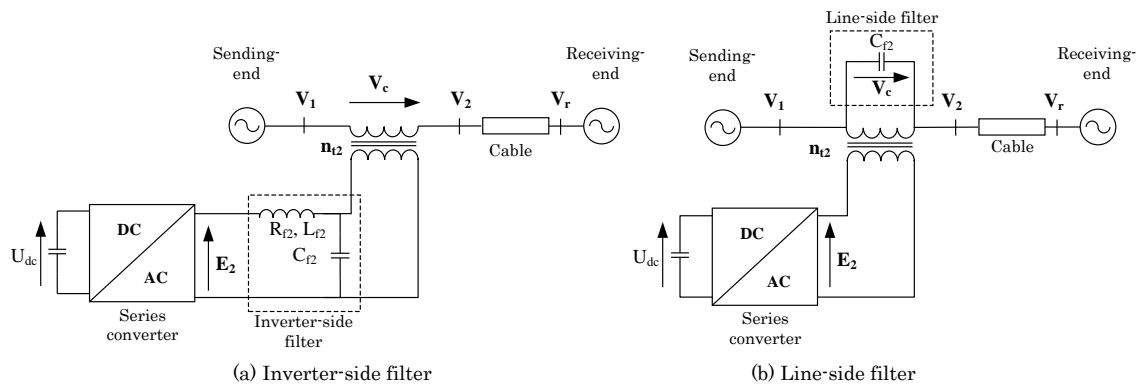 Sending-
end
V1
Vc
V2
Receiving-
end
Vr
nt2
Cable
Udc
DC
AC
E2
Rf2, Lf2
Cf2
Series
converter
Inverter-side
filter
(a) Inverter-side filter
Line-side filter
Cf2
Vc
Sending-
end
V1
V2
Receiving-
end
Vr
nt2
Cable
Udc
DC
AC
E2
Series
converter
(b) Line-side filter